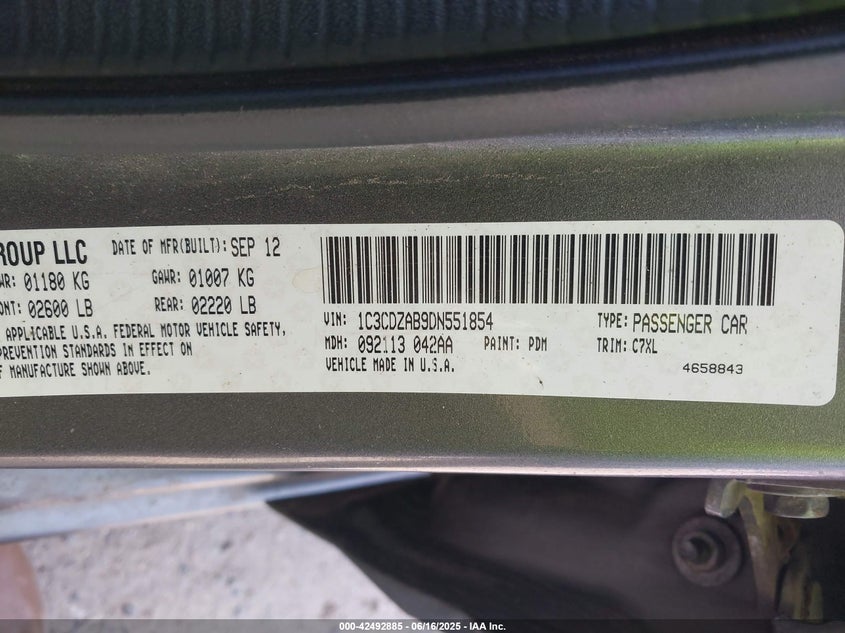 ROUP LLC DATE OF MFR(BUILT): SEP 12
WR: 01180 KG GAWR: 01007 KG
ONT: 02600 LB REAR: 02220 LB
APPLICABLE U.S.A. FEDERAL MOTOR VEHICLE SAFETY,
PREVENTION STANDARDS IN EFFECT ON
F MANUFACTURE SHOWN ABOVE.
VIN: 1C3CDZAB9DN551854 TYPE: PASSENGER CAR
MDH: 092113 042AA PAINT: PDM TRIM: C7XL
VEHICLE MADE IN U.S.A. 4658843
000-42492885 - 06/16/2025 - IAA Inc.